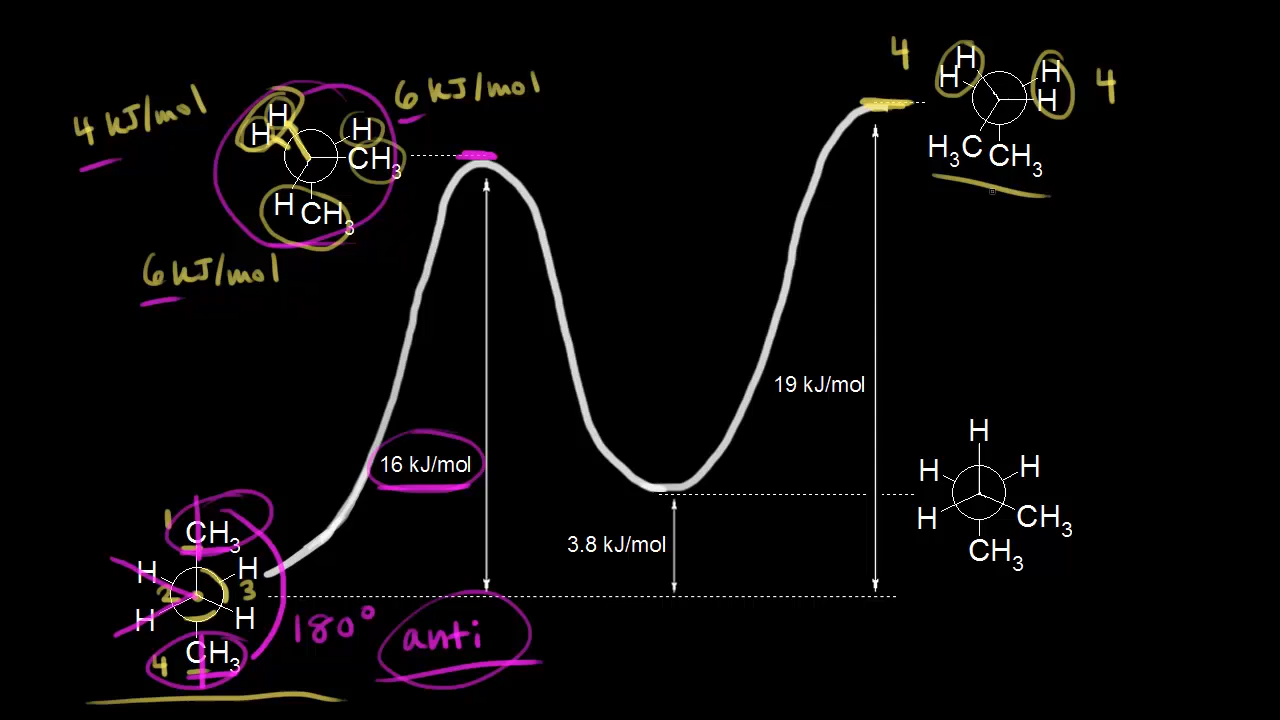 4 kJ/mol
6 kJ/mol
H
H
H
CH3
H
CH3
6 kJ/mol
4
H
H
H
H
4
H3C
CH3
16 kJ/mol
19 kJ/mol
3.8 kJ/mol
H
H
H
H
CH3
CH3
1
CH3
H
H
2
3
H
H
4
CH3
180°
anti